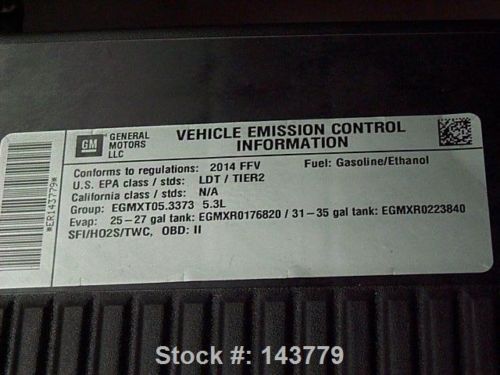 GM
GENERAL
MOTORS
LLC
VEHICLE EMISSION CONTROL
INFORMATION
Conforms to regulations: 2014 FFV Fuel: Gasoline/Ethanol
U.S. EPA class / stds: LDT / TIER2
California class / stds: N/A
Group: EGMXT05.3373 5.3L
Evap: 25-27 gal tank: EGMXR0176820 / 31-35 gal tank: EGMXR0223840
SFI/HO2S/TWC, OBD: II
*ER143779*
Stock #: 143779